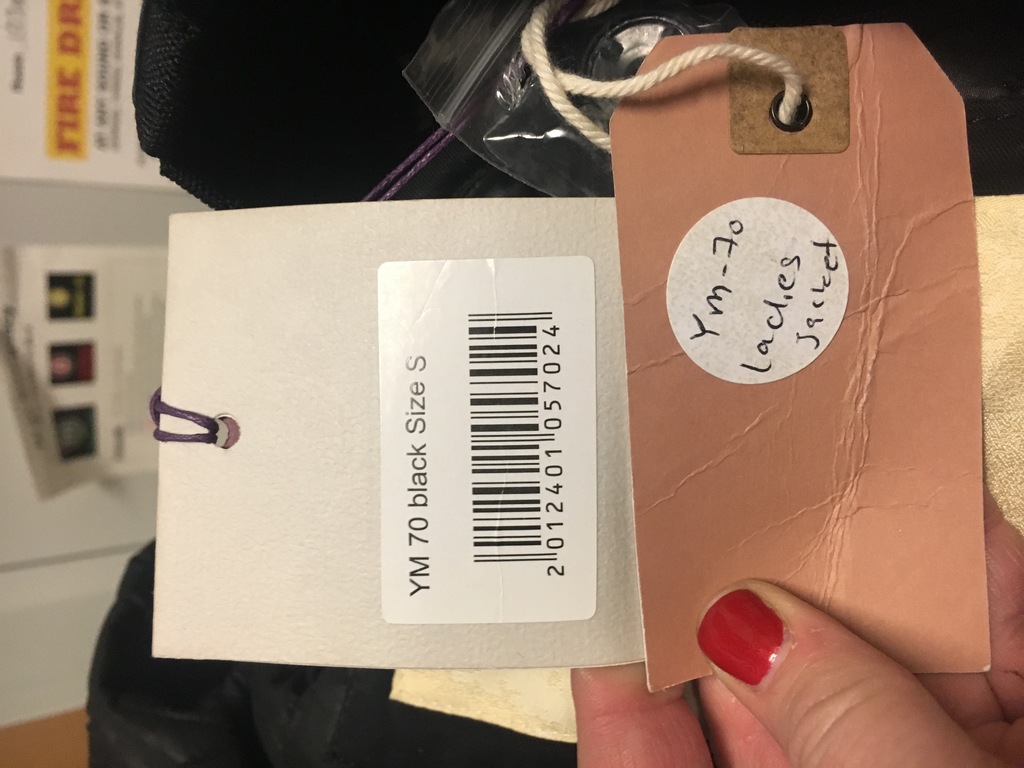 YM 70 black Size S
2 012401 057024
YM-70
Ladies
Jacket
FIRE DR